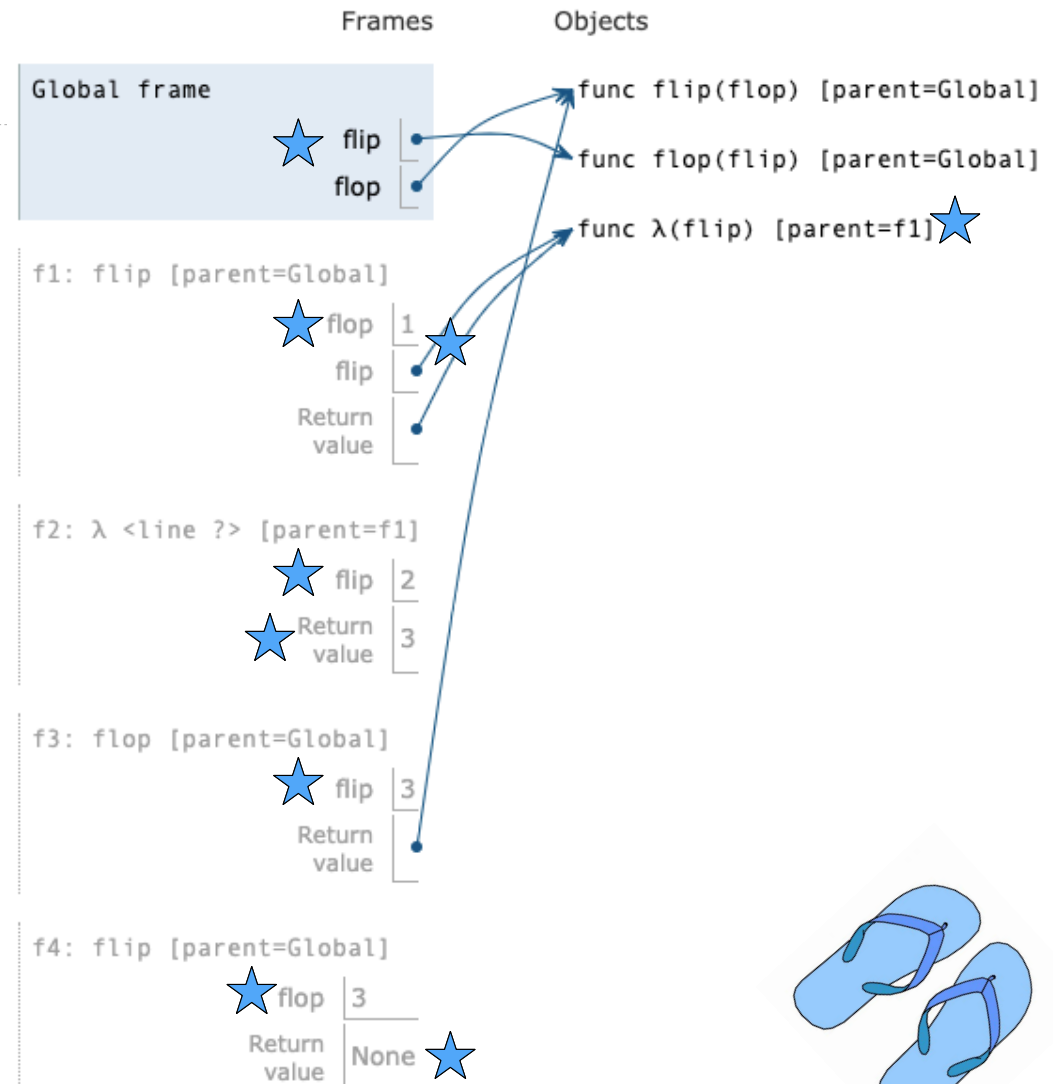 Frames Objects
Global frame
func flip(flop) [parent=Global]
flip
func flop(flip) [parent=Global]
flop
func λ(flip) [parent=f1]
f1: flip [parent=Global]
flop 1
flip
Return
value
f2: λ <line ?> [parent=f1]
flip 2
Return
value 3
f3: flop [parent=Global]
flip 3
Return
value
f4: flip [parent=Global]
flop 3
Return
value None